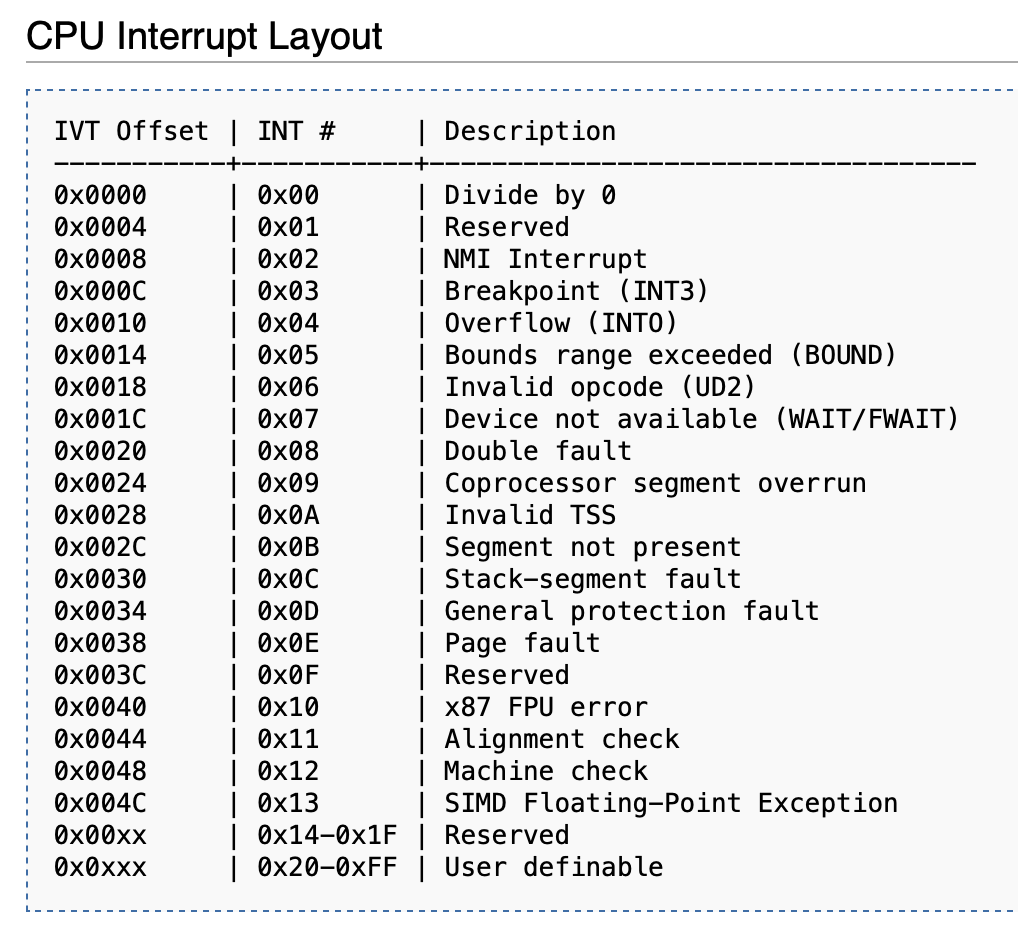 CPU Interrupt Layout
IVT Offset | INT #     | Description
-----------+-----------+-----------------------------------
0x0000     | 0x00      | Divide by 0
0x0004     | 0x01      | Reserved
0x0008     | 0x02      | NMI Interrupt
0x000C     | 0x03      | Breakpoint (INT3)
0x0010     | 0x04      | Overflow (INTO)
0x0014     | 0x05      | Bounds range exceeded (BOUND)
0x0018     | 0x06      | Invalid opcode (UD2)
0x001C     | 0x07      | Device not available (WAIT/FWAIT)
0x0020     | 0x08      | Double fault
0x0024     | 0x09      | Coprocessor segment overrun
0x0028     | 0x0A      | Invalid TSS
0x002C     | 0x0B      | Segment not present
0x0030     | 0x0C      | Stack-segment fault
0x0034     | 0x0D      | General protection fault
0x0038     | 0x0E      | Page fault
0x003C     | 0x0F      | Reserved
0x0040     | 0x10      | x87 FPU error
0x0044     | 0x11      | Alignment check
0x0048     | 0x12      | Machine check
0x004C     | 0x13      | SIMD Floating-Point Exception
0x00xx     | 0x14-0x1F | Reserved
0x0xxx     | 0x20-0xFF | User definable